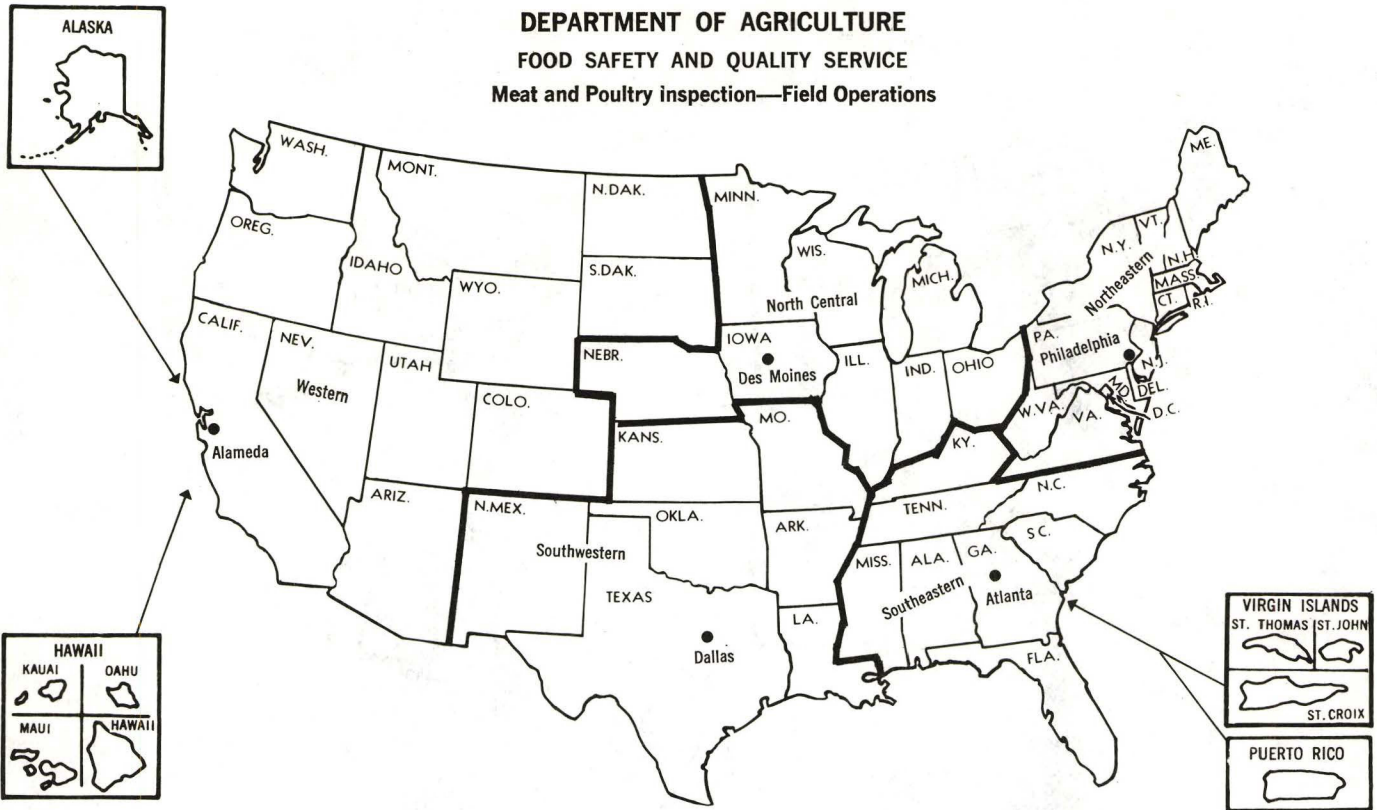 DEPARTMENT OF AGRICULTURE
FOOD SAFETY AND QUALITY SERVICE
Meat and Poultry inspection—Field Operations
ALASKA
WASH.
MONT.
N.DAK.
MINN.
ME.
OREG.
IDAHO
WYO.
S.DAK.
WIS.
MICH.
N.Y.
VT.
N.H.
MASS.
CT.
R.I.
Northeastern
North Central
CALIF.
NEV.
UTAH
COLO.
NEBR.
IOWA
Des Moines
ILL.
IND.
OHIO
PA.
Philadelphia
N.J.
DEL.
MD.
D.C.
W.VA.
VA.
Western
Alameda
KANS.
MO.
KY.
ARIZ.
N.MEX.
OKLA.
ARK.
TENN.
N.C.
S.C.
Southwestern
TEXAS
Dallas
LA.
MISS.
ALA.
GA.
Southeastern
Atlanta
FLA.
HAWAII
KAUAI
OAHU
MAUI
HAWAII
VIRGIN ISLANDS
ST. THOMAS
ST.JOHN
ST.CROIX
PUERTO RICO